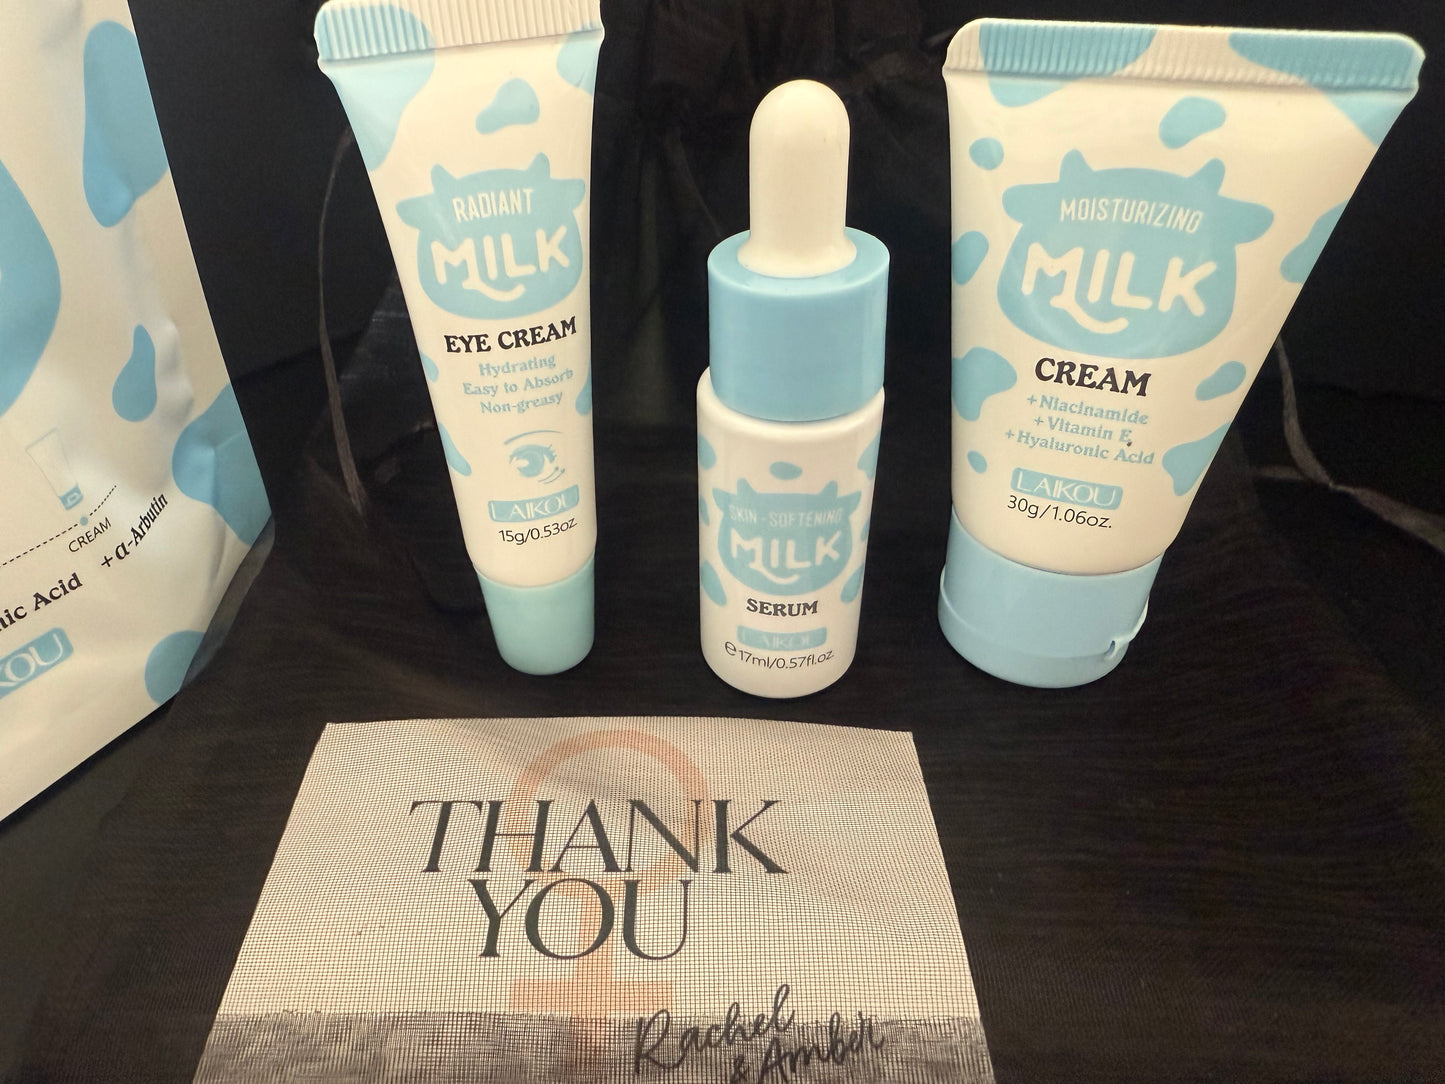 CREAM
+α-Arbutin
nic Acid
KOU
RADIANT
MILK
EYE CREAM
Hydrating
Easy to Absorb
Non-greasy
LAIKOU
15g/0.53oz
SKIN-SOFTENING
MILK
SERUM
LAIKOU
e17ml/0.57fl.oz
MOISTURIZING
MILK
CREAM
+Niacinamide
+Vitamin E
+Hyaluronic Acid
LAIKOU
30g/1.06oz.
THANK
YOU
Rachel
& Amber